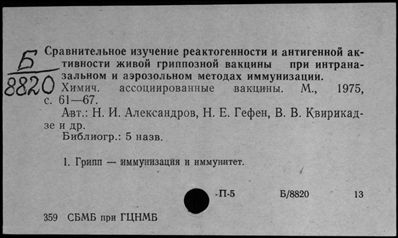 Б
8820
Сравнительное изучение реактогенности и антигенной ак-
тивности живой гриппозной вакцины при интрана-
зальном и аэрозольном методах иммунизации.
Химич. ассоциированные вакцины. М., 1975,
с. 61—67.
Авт.: Н. И. Александров, Н. Е. Гефен, В. В. Квирикад-
зе и др.
Библиогр.: 5 назв.
1. Грипп — иммунизация и иммунитет.
·П-5 Б/8820 13
359 СБМБ при ГЦНМБ